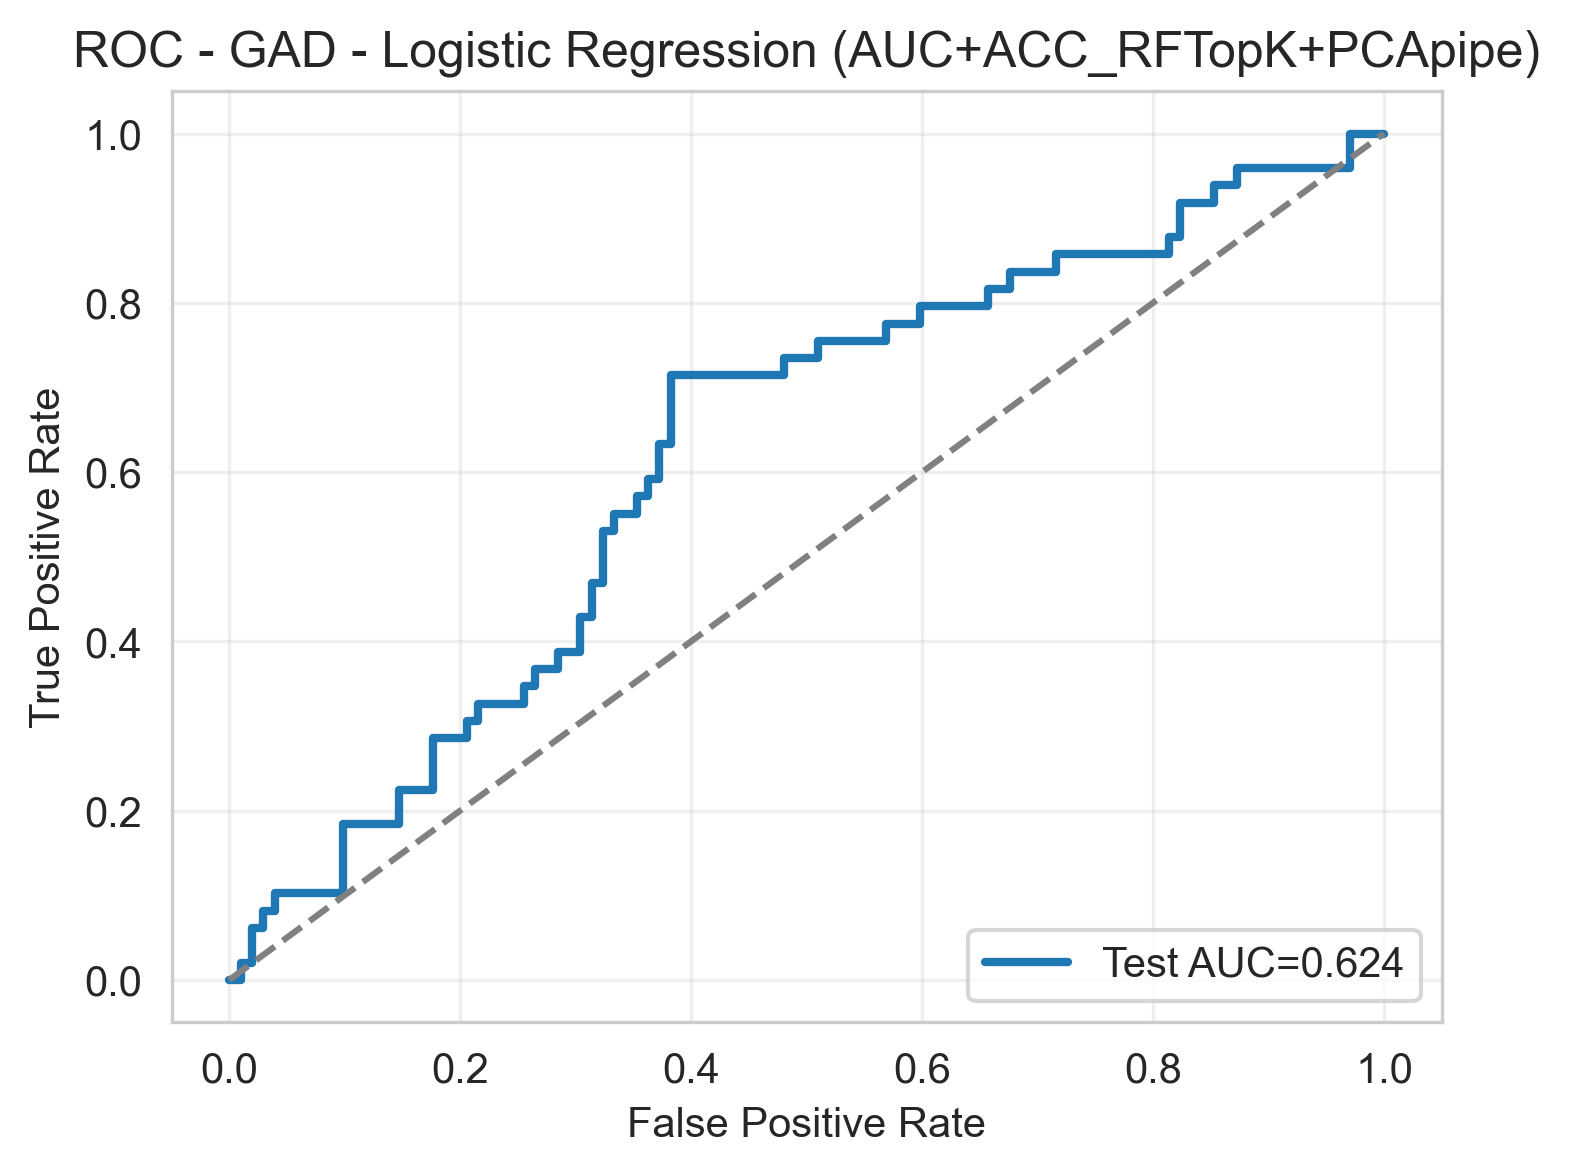 ROC - GAD - Logistic Regression (AUC+ACC_RFTopK+PCApipe)
1.0
0.8
0.6
0.4
0.2
0.0
True Positive Rate
Test AUC=0.624
0.0 0.2 0.4 0.6 0.8 1.0
False Positive Rate